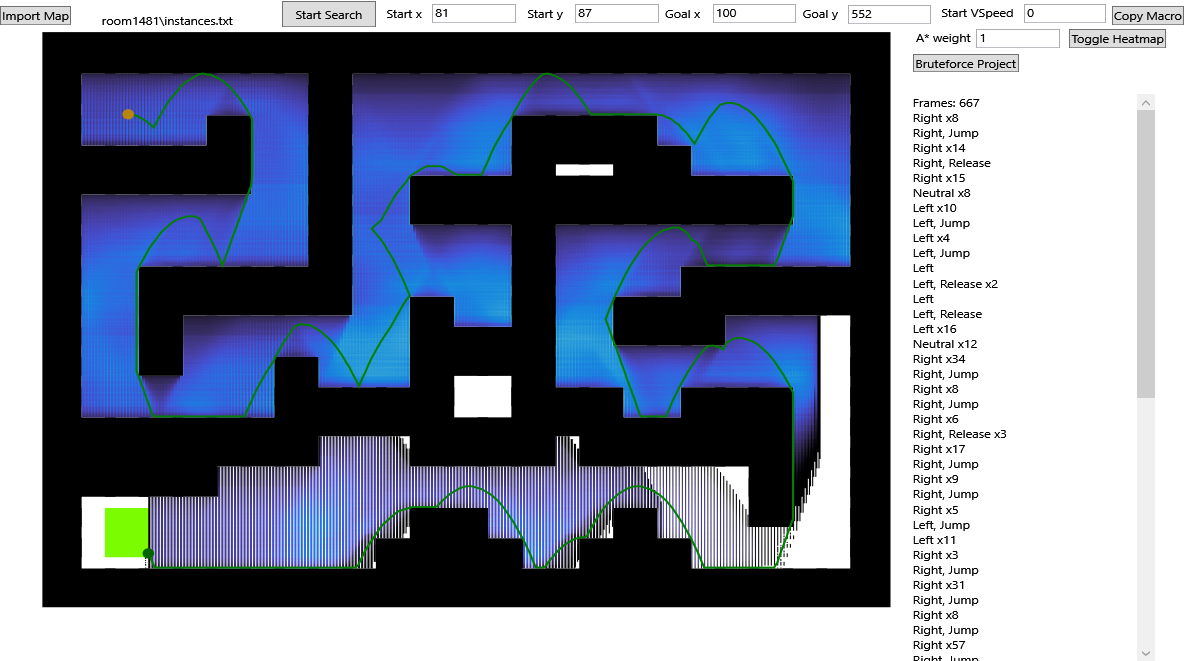 Import Map
room1481\instances.txt
Start Search
Start x 81
Start y 87
Goal x 100
Goal y 552
Start VSpeed 0
Copy Macro
A* weight 1
Toggle Heatmap
Bruteforce Project
Frames: 667
Right x8
Right, Jump
Right x14
Right, Release
Right x15
Neutral x8
Left x10
Left, Jump
Left x4
Left, Jump
Left
Left, Release x2
Left
Left, Release
Left x16
Neutral x12
Right x34
Right, Jump
Right x8
Right, Jump
Right x6
Right, Release x3
Right x17
Right, Jump
Right x9
Right, Jump
Right x5
Left, Jump
Left x11
Right x3
Right, Jump
Right x31
Right, Jump
Right x8
Right, Jump
Right x57
Right, Jump